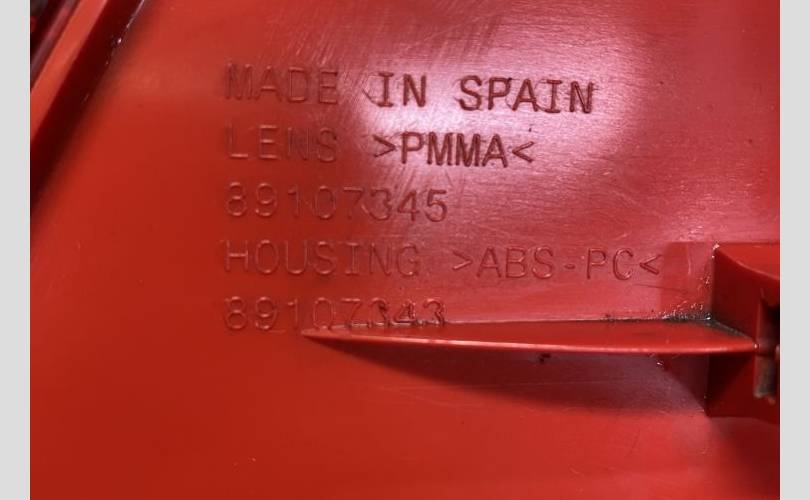 MADE IN SPAIN
LENS >PMMA<
89107345
HOUSING >ABS-PC<
89107343